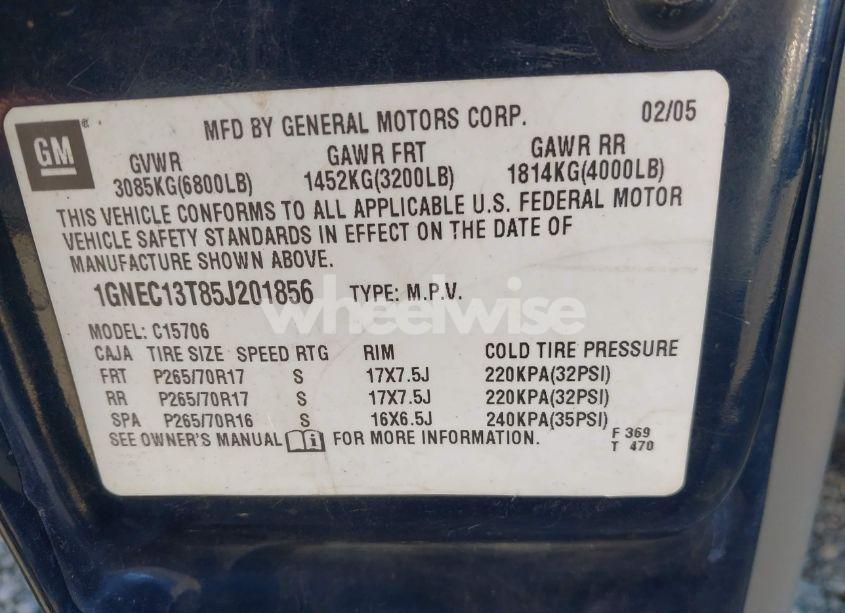 GM
MFD BY GENERAL MOTORS CORP. 02/05
GVWR GAWR FRT GAWR RR
3085KG(6800LB) 1452KG(3200LB) 1814KG(4000LB)
THIS VEHICLE CONFORMS TO ALL APPLICABLE U.S. FEDERAL MOTOR
VEHICLE SAFETY STANDARDS IN EFFECT ON THE DATE OF
MANUFACTURE SHOWN ABOVE.
1GNEC13T85J201856 TYPE: M.P.V.
wheelwise
MODEL: C15706
CAJA TIRE SIZE SPEED RTG RIM COLD TIRE PRESSURE
FRT P265/70R17 S 17X7.5J 220KPA(32PSI)
RR P265/70R17 S 17X7.5J 220KPA(32PSI)
SPA P265/70R16 S 16X6.5J 240KPA(35PSI)
SEE OWNER'S MANUAL i FOR MORE INFORMATION.
F 369
T 470